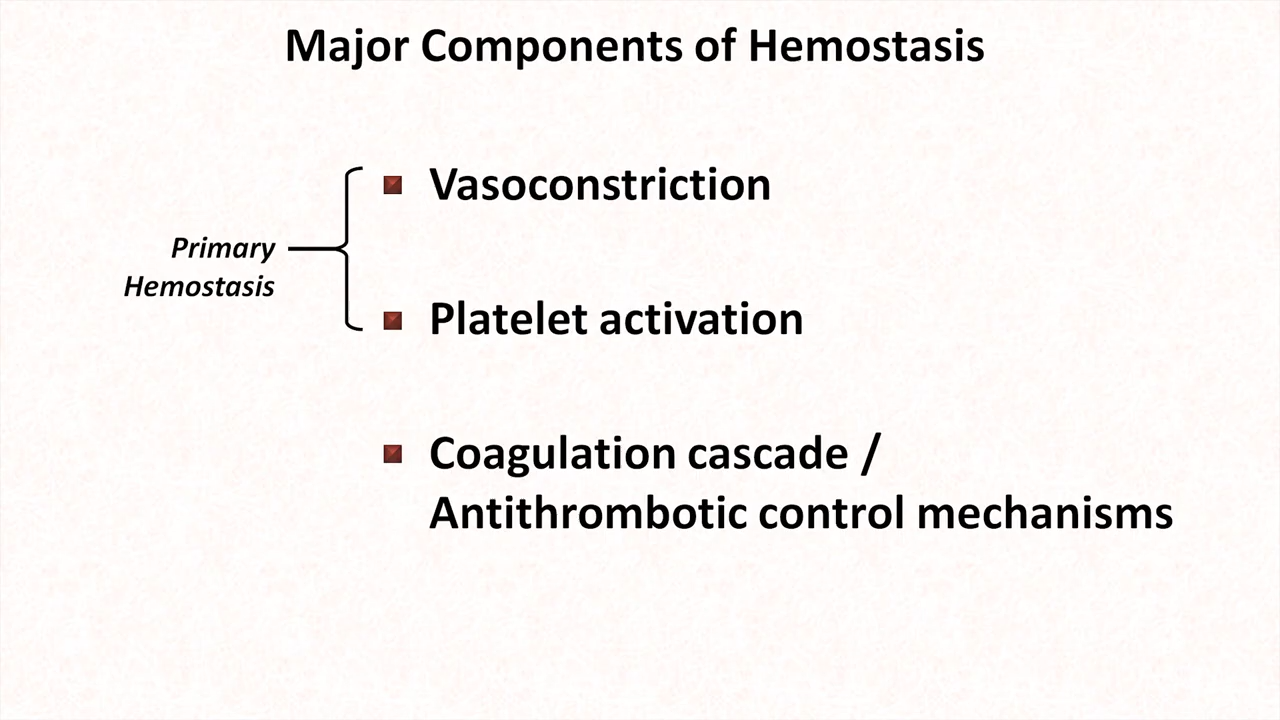 Major Components of Hemostasis
Vasoconstriction
Primary
Hemostasis
Platelet activation
Coagulation cascade /
Antithrombotic control mechanisms